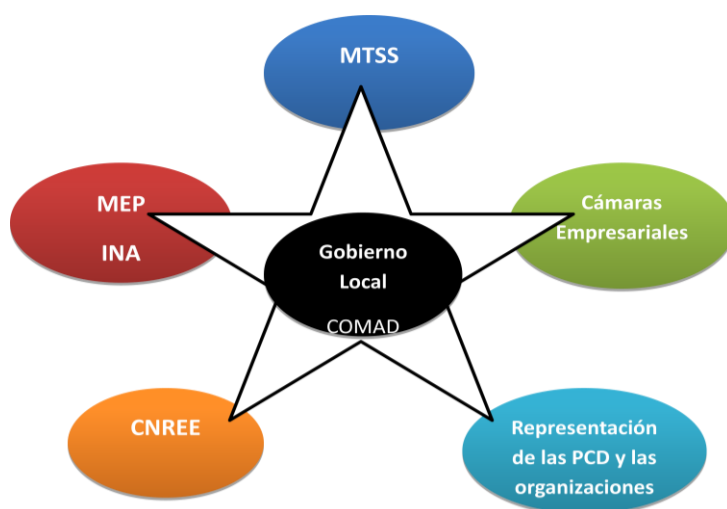 MTSS
MEP
INA
Cámaras
Empresariales
Gobierno
Local
COMAD
CNREE
Representación
de las PCD y las
organizaciones